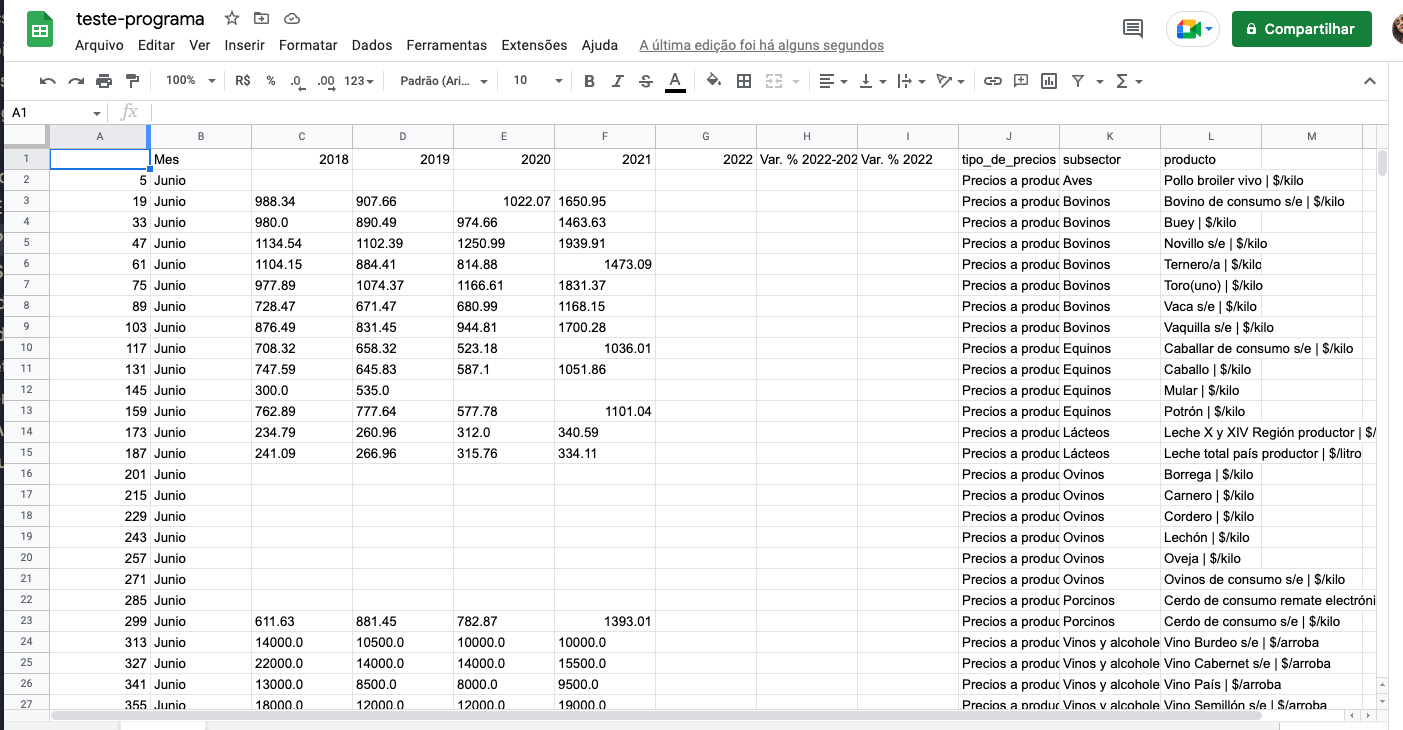 teste-programa
Arquivo Editar Ver Inserir Formatar Dados Ferramentas Extensões Ajuda A última edição foi há alguns segundos
Compartilhar
100% R$ % .0 .00 123 Padrão (Ari... 10 B I S A
A1 fx
A B C D E F G H I J K L M
1 Mes 2018 2019 2020 2021 2022 Var. % 2022-202 Var. % 2022 tipo_de_precios subsector producto
2 5 Junio Precios a produc Aves Pollo broiler vivo | $/kilo
3 19 Junio 988.34 907.66 1022.07 1650.95 Precios a produc Bovinos Bovino de consumo s/e | $/kilo
4 33 Junio 980.0 890.49 974.66 1463.63 Precios a produc Bovinos Buey | $/kilo
5 47 Junio 1134.54 1102.39 1250.99 1939.91 Precios a produc Bovinos Novillo s/e | $/kilo
6 61 Junio 1104.15 884.41 814.88 1473.09 Precios a produc Bovinos Ternero/a | $/kilo
7 75 Junio 977.89 1074.37 1166.61 1831.37 Precios a produc Bovinos Toro(uno) | $/kilo
8 89 Junio 728.47 671.47 680.99 1168.15 Precios a produc Bovinos Vaca s/e | $/kilo
9 103 Junio 876.49 831.45 944.81 1700.28 Precios a produc Bovinos Vaquilla s/e | $/kilo
10 117 Junio 708.32 658.32 523.18 1036.01 Precios a produc Equinos Caballar de consumo s/e | $/kilo
11 131 Junio 747.59 645.83 587.1 1051.86 Precios a produc Equinos Caballo | $/kilo
12 145 Junio 300.0 535.0 Precios a produc Equinos Mular | $/kilo
13 159 Junio 762.89 777.64 577.78 1101.04 Precios a produc Equinos Potrón | $/kilo
14 173 Junio 234.79 260.96 312.0 340.59 Precios a produc Lácteos Leche X y XIV Región productor | $/
15 187 Junio 241.09 266.96 315.76 334.11 Precios a produc Lácteos Leche total país productor | $/litro
16 201 Junio Precios a produc Ovinos Borrega | $/kilo
17 215 Junio Precios a produc Ovinos Carnero | $/kilo
18 229 Junio Precios a produc Ovinos Cordero | $/kilo
19 243 Junio Precios a produc Ovinos Lechón | $/kilo
20 257 Junio Precios a produc Ovinos Oveja | $/kilo
21 271 Junio Precios a produc Ovinos Ovinos de consumo s/e | $/kilo
22 285 Junio Precios a produc Porcinos Cerdo de consumo remate electróni
23 299 Junio 611.63 881.45 782.87 1393.01 Precios a produc Porcinos Cerdo de consumo s/e | $/kilo
24 313 Junio 14000.0 10500.0 10000.0 10000.0 Precios a produc Vinos y alcohole Vino Burdeo s/e | $/arroba
25 327 Junio 22000.0 14000.0 14000.0 15500.0 Precios a produc Vinos y alcohole Vino Cabernet s/e | $/arroba
26 341 Junio 13000.0 8500.0 8000.0 9500.0 Precios a produc Vinos y alcohole Vino País | $/arroba
27 355 Junio 18000.0 12000.0 12000.0 19000.0 Precios a produc Vinos y alcohole Vino Semillón s/e | $/arroba